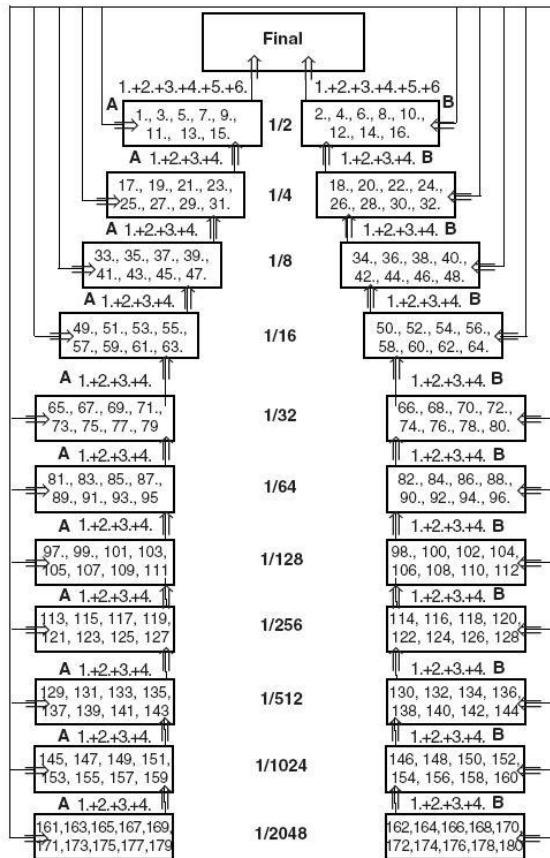 Final
1.+2.+3.+4.+5.+6. 1.+2.+3.+4.+5.+6
A B
1., 3., 5., 7., 9., 2., 4., 6., 8., 10.,
11., 13., 15. 1/2 12., 14., 16.
A 1.+2.+3.+4. 1.+2.+3.+4. B
17., 19., 21., 23., 18., 20., 22., 24.,
25., 27., 29., 31. 1/4 26., 28., 30., 32.
A 1.+2.+3.+4. 1.+2.+3.+4. B
33., 35., 37., 39., 34., 36., 38., 40.,
41., 43., 45., 47. 1/8 42., 44., 46., 48.
A 1.+2.+3.+4. 1.+2.+3.+4. B
49., 51., 53., 55., 50., 52., 54., 56.,
57., 59., 61., 63. 1/16 58., 60., 62., 64.
A 1.+2.+3.+4. 1.+2.+3.+4. B
65., 67., 69., 71., 66., 68., 70., 72.,
73., 75., 77., 79 1/32 74., 76., 78., 80.
A 1.+2.+3.+4. 1.+2.+3.+4. B
81., 83., 85., 87., 82., 84., 86., 88.,
89., 91., 93., 95 1/64 90., 92., 94., 96.
A 1.+2.+3.+4. 1.+2.+3.+4. B
97., 99., 101, 103, 98., 100, 102, 104,
105, 107, 109, 111 1/128 106, 108, 110, 112
A 1.+2.+3.+4. 1.+2.+3.+4. B
113, 115, 117, 119, 114, 116, 118, 120,
121, 123, 125, 127 1/256 122, 124, 126, 128
A 1.+2.+3.+4. 1.+2.+3.+4. B
129, 131, 133, 135, 130, 132, 134, 136,
137, 139, 141, 143 1/512 138, 140, 142, 144
A 1.+2.+3.+4. 1.+2.+3.+4. B
145, 147, 149, 151, 146, 148, 150, 152,
153, 155, 157, 159 1/1024 154, 156, 158, 160
A 1.+2.+3.+4. 1.+2.+3.+4. B
161,163,165,167,169, 162,164,166,168,170,
171,173,175,177,179 1/2048 172,174,176,178,180